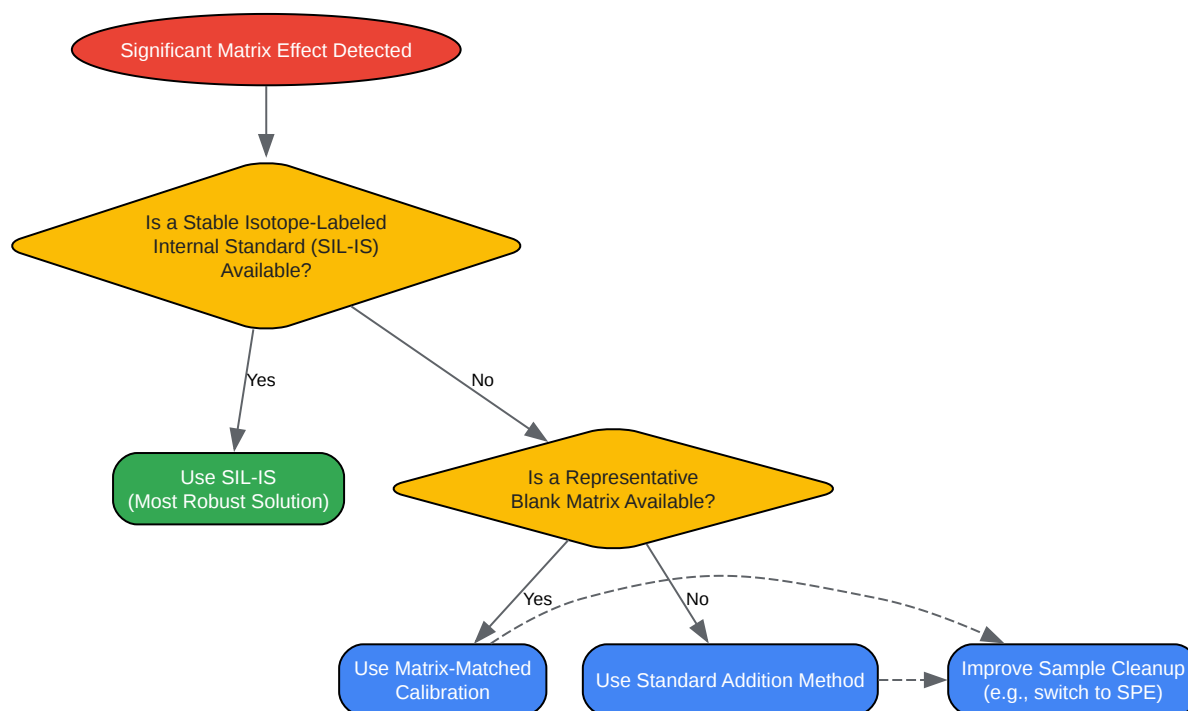 Significant Matrix Effect Detected
Is a Stable Isotope-Labeled
Internal Standard (SIL-IS)
Available?
Yes
No
Use SIL-IS
(Most Robust Solution)
Is a Representative
Blank Matrix Available?
Yes
No
Use Matrix-Matched
Calibration
Use Standard Addition Method
Improve Sample Cleanup
(e.g., switch to SPE)